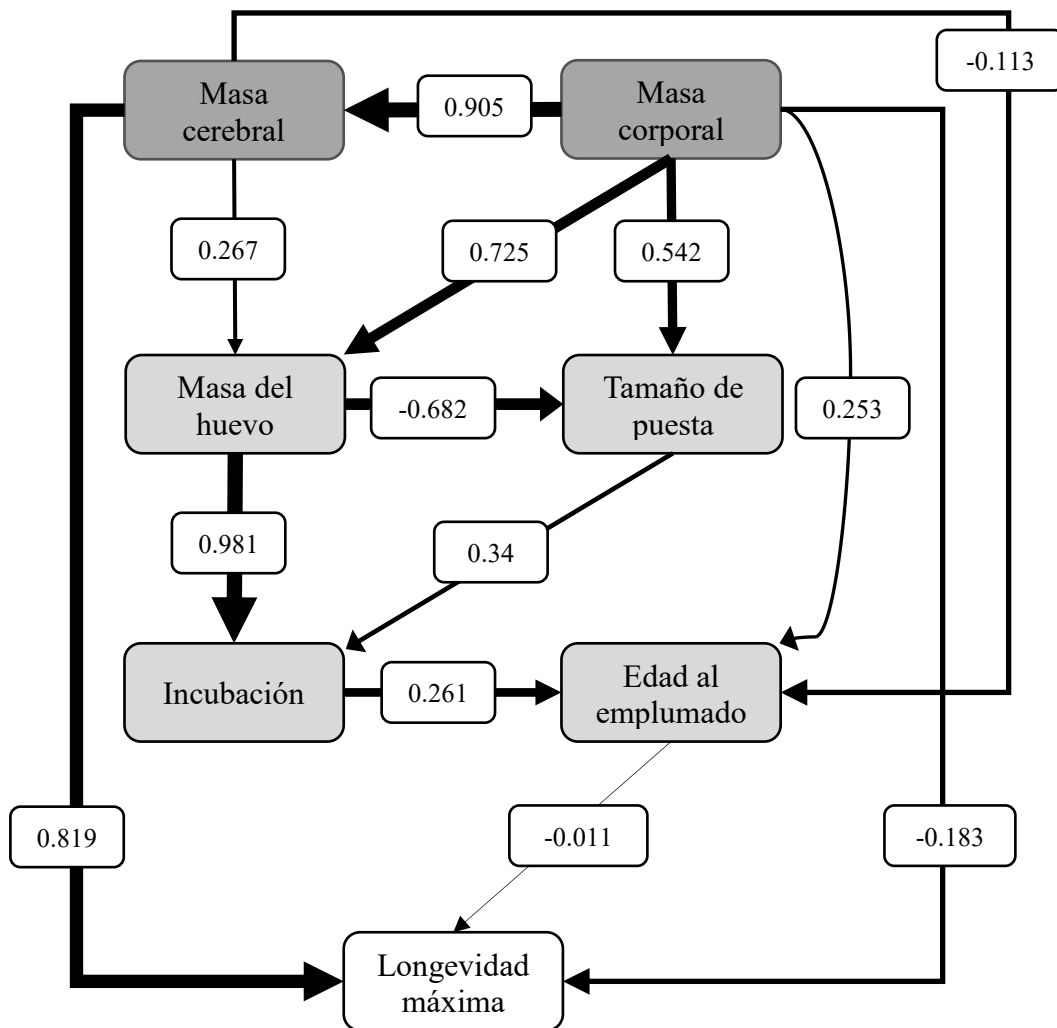 -0.113
Masa
cerebral
0.905
Masa
corporal
0.267
0.725
0.542
Masa del
huevo
-0.682
Tamaño de
puesta
0.253
0.981
0.34
Incubación
0.261
Edad al
emplumado
0.819
-0.011
-0.183
Longevidad
máxima